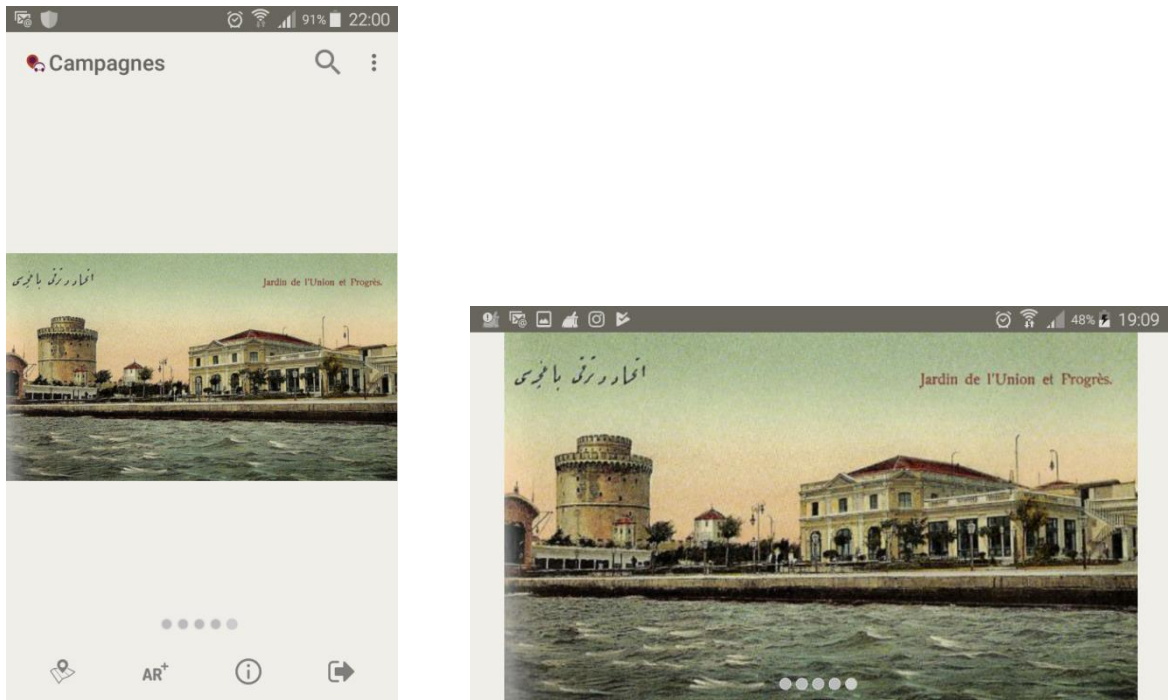 91% 22:00
Campagnes
اتحاد و ترقی باغچه‌سی
Jardin de l'Union et Progrès.
AR+
48% 19:09
اتحاد و ترقی باغچه‌سی
Jardin de l'Union et Progrès.